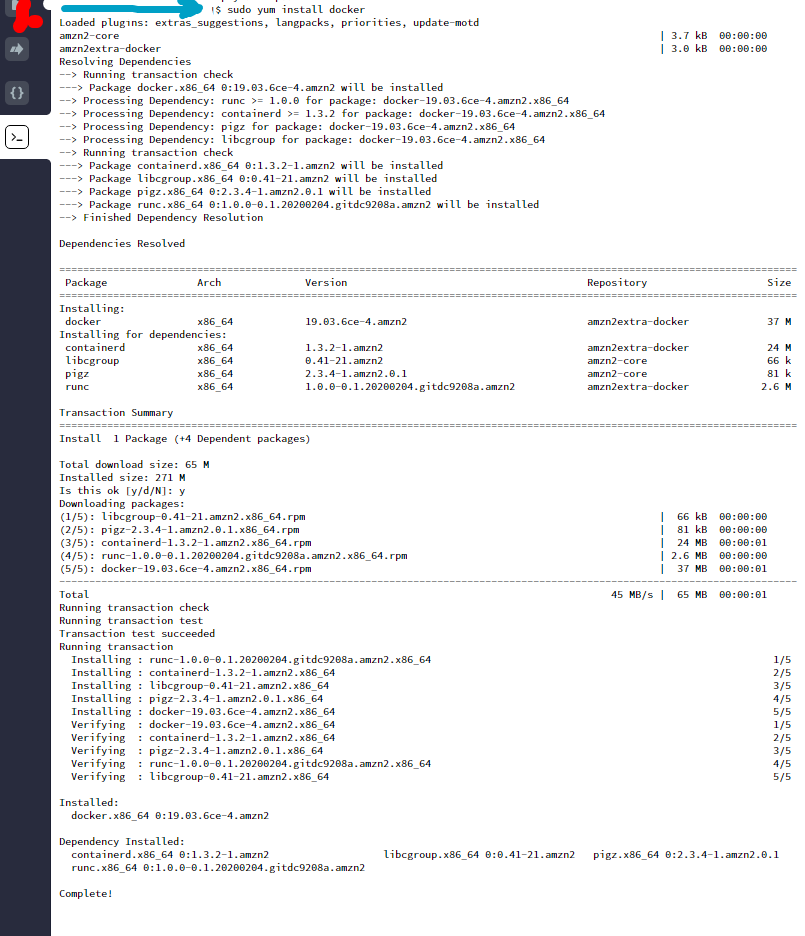 $ sudo yum install docker
Loaded plugins: extras_suggestions, langpacks, priorities, update-motd
amzn2-core | 3.7 kB 00:00:00
amzn2extra-docker | 3.0 kB 00:00:00
Resolving Dependencies
--> Running transaction check
---> Package docker.x86_64 0:19.03.6ce-4.amzn2 will be installed
--> Processing Dependency: runc >= 1.0.0 for package: docker-19.03.6ce-4.amzn2.x86_64
--> Processing Dependency: containerd >= 1.3.2 for package: docker-19.03.6ce-4.amzn2.x86_64
--> Processing Dependency: pigz for package: docker-19.03.6ce-4.amzn2.x86_64
--> Processing Dependency: libcgroup for package: docker-19.03.6ce-4.amzn2.x86_64
--> Running transaction check
---> Package containerd.x86_64 0:1.3.2-1.amzn2 will be installed
---> Package libcgroup.x86_64 0:0.41-21.amzn2 will be installed
---> Package pigz.x86_64 0:2.3.4-1.amzn2.0.1 will be installed
---> Package runc.x86_64 0:1.0.0-0.1.20200204.gitdc9208a.amzn2 will be installed
--> Finished Dependency Resolution
Dependencies Resolved
Package Arch Version Repository Size
Installing:
docker x86_64 19.03.6ce-4.amzn2 amzn2extra-docker 37 M
Installing for dependencies:
containerd x86_64 1.3.2-1.amzn2 amzn2extra-docker 24 M
libcgroup x86_64 0.41-21.amzn2 amzn2-core 66 k
pigz x86_64 2.3.4-1.amzn2.0.1 amzn2-core 81 k
runc x86_64 1.0.0-0.1.20200204.gitdc9208a.amzn2 amzn2extra-docker 2.6 M
Transaction Summary
Install 1 Package (+4 Dependent packages)
Total download size: 65 M
Installed size: 271 M
Is this ok [y/d/N]: y
Downloading packages:
(1/5): libcgroup-0.41-21.amzn2.x86_64.rpm | 66 kB 00:00:00
(2/5): pigz-2.3.4-1.amzn2.0.1.x86_64.rpm | 81 kB 00:00:00
(3/5): containerd-1.3.2-1.amzn2.x86_64.rpm | 24 MB 00:00:01
(4/5): runc-1.0.0-0.1.20200204.gitdc9208a.amzn2.x86_64.rpm | 2.6 MB 00:00:00
(5/5): docker-19.03.6ce-4.amzn2.x86_64.rpm | 37 MB 00:00:01
Total 45 MB/s | 65 MB 00:00:01
Running transaction check
Running transaction test
Transaction test succeeded
Running transaction
Installing : runc-1.0.0-0.1.20200204.gitdc9208a.amzn2.x86_64 1/5
Installing : containerd-1.3.2-1.amzn2.x86_64 2/5
Installing : libcgroup-0.41-21.amzn2.x86_64 3/5
Installing : pigz-2.3.4-1.amzn2.0.1.x86_64 4/5
Installing : docker-19.03.6ce-4.amzn2.x86_64 5/5
Verifying : docker-19.03.6ce-4.amzn2.x86_64 1/5
Verifying : containerd-1.3.2-1.amzn2.x86_64 2/5
Verifying : pigz-2.3.4-1.amzn2.0.1.x86_64 3/5
Verifying : runc-1.0.0-0.1.20200204.gitdc9208a.amzn2.x86_64 4/5
Verifying : libcgroup-0.41-21.amzn2.x86_64 5/5
Installed:
docker.x86_64 0:19.03.6ce-4.amzn2
Dependency Installed:
containerd.x86_64 0:1.3.2-1.amzn2 libcgroup.x86_64 0:0.41-21.amzn2 pigz.x86_64 0:2.3.4-1.amzn2.0.1
runc.x86_64 0:1.0.0-0.1.20200204.gitdc9208a.amzn2
Complete!